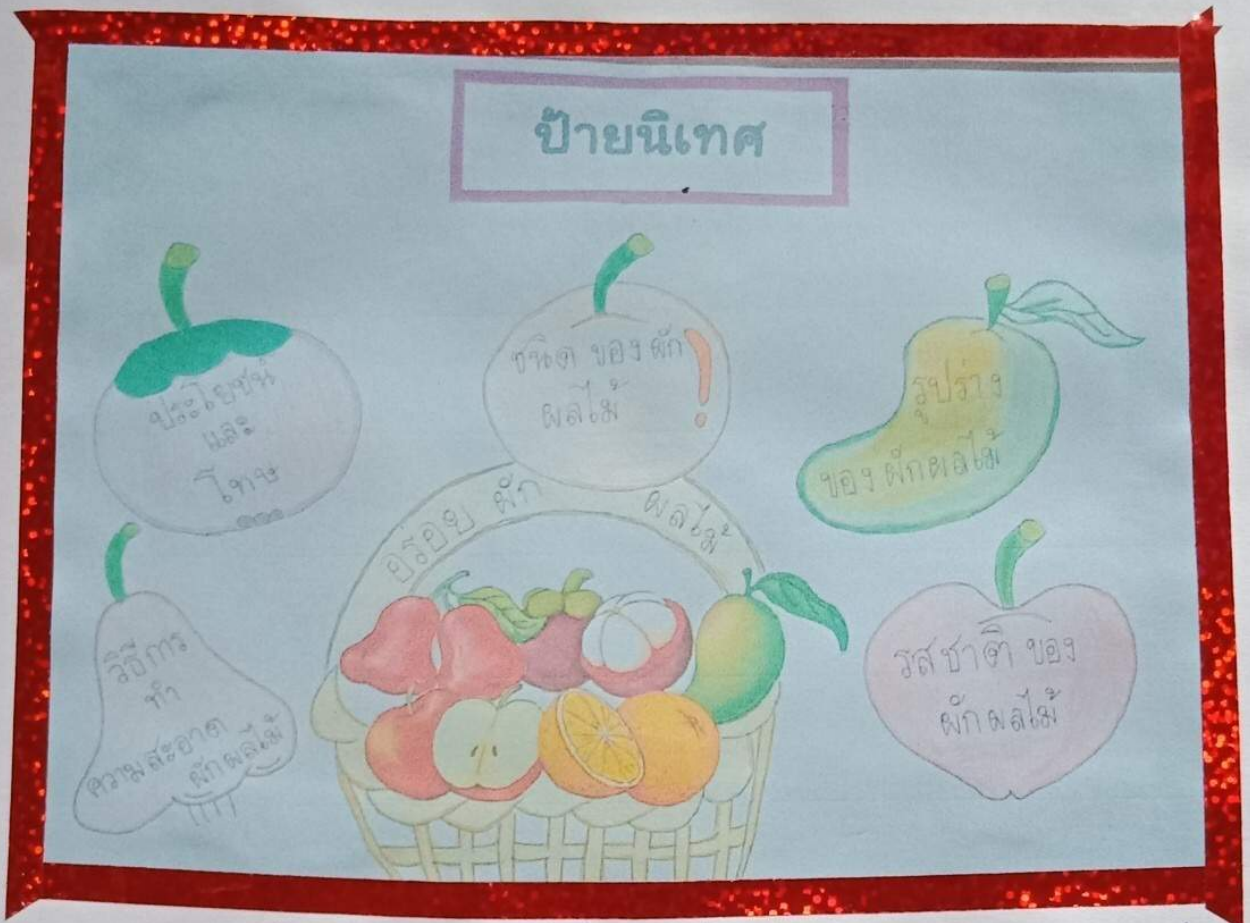 ป้ายนิเทศ
ประโยชน์
และ
โทษ
ชนิด ของ ผัก
ผลไม้ !
รูปร่าง
ของ ผักผลไม้
อร่อย ผัก ผลไม้
วิธีการ
ทำ
ความสะอาด
ผักผลไม้
รสชาติ ของ
ผักผลไม้